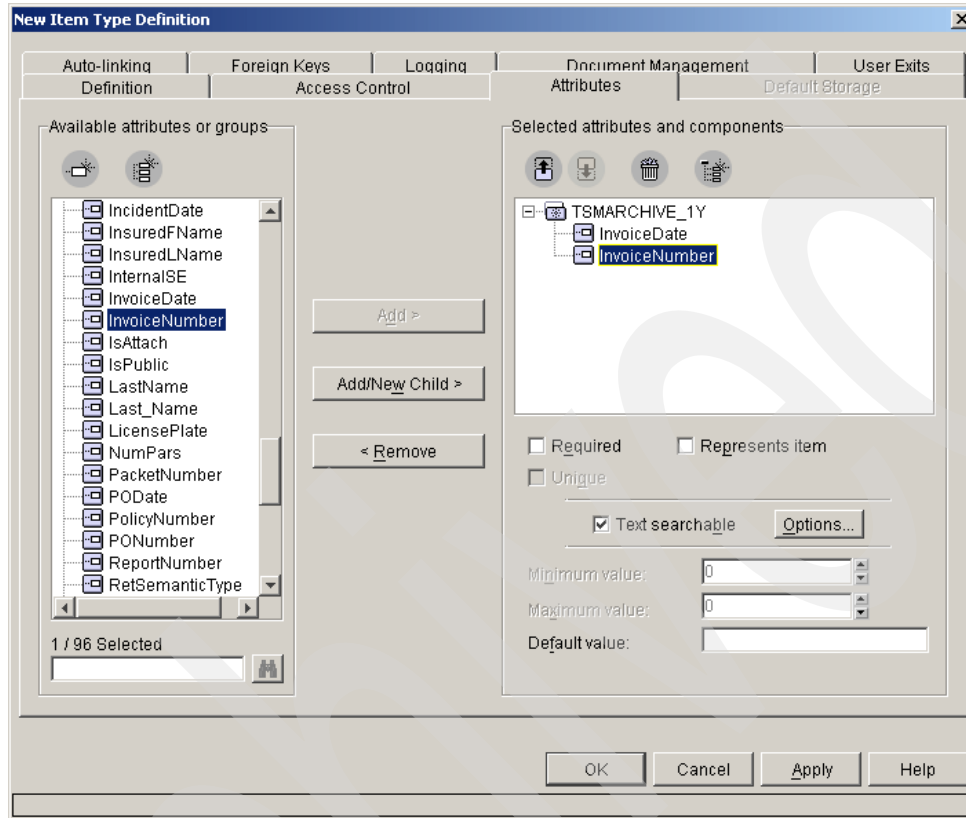 New Item Type Definition
Auto-linking Foreign Keys Logging Document Management User Exits
Definition Access Control Attributes Default Storage
Available attributes or groups
IncidentDate
InsuredFName
InsuredLName
InternalSE
InvoiceDate
InvoiceNumber
IsAttach
IsPublic
LastName
Last_Name
LicensePlate
NumPars
PacketNumber
PODate
PolicyNumber
PONumber
ReportNumber
RetSemanticType
1 / 96 Selected
Add >
Add/New Child >
< Remove
Selected attributes and components
TSMARCHIVE_1Y
InvoiceDate
InvoiceNumber
Required Represents item
Unique
Text searchable Options...
Minimum value: 0
Maximum value: 0
Default value:
OK Cancel Apply Help